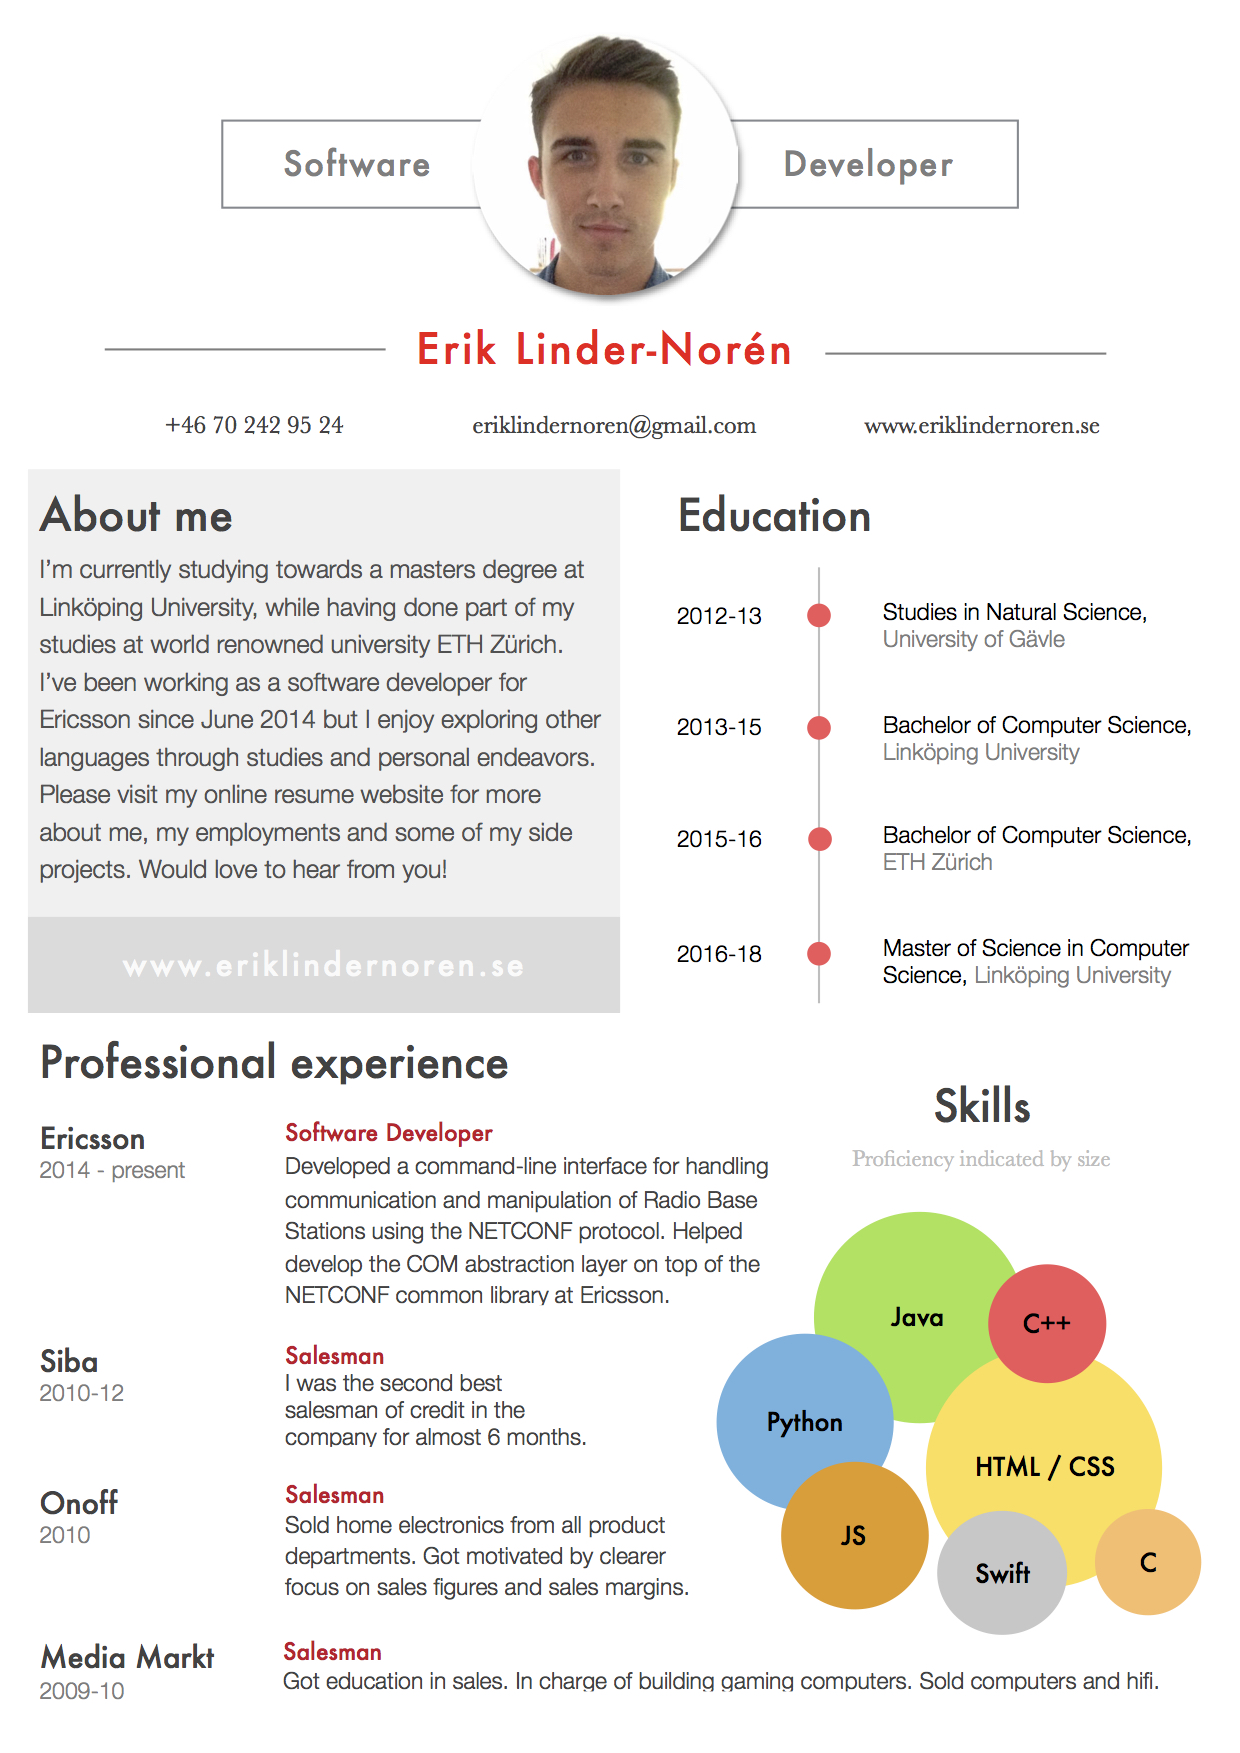 Software
Developer
Erik Linder-Norén
+46 70 242 95 24
eriklindernoren@gmail.com
www.eriklindernoren.se
About me
I'm currently studying towards a masters degree at
Linköping University, while having done part of my
studies at world renowned university ETH Zürich.
I've been working as a software developer for
Ericsson since June 2014 but I enjoy exploring other
languages through studies and personal endeavors.
Please visit my online resume website for more
about me, my employments and some of my side
projects. Would love to hear from you!
www.eriklindernoren.se
Education
2012-13
Studies in Natural Science,
University of Gävle
2013-15
Bachelor of Computer Science,
Linköping University
2015-16
Bachelor of Computer Science,
ETH Zürich
2016-18
Master of Science in Computer
Science, Linköping University
Professional experience
Ericsson
2014 - present
Software Developer
Developed a command-line interface for handling
communication and manipulation of Radio Base
Stations using the NETCONF protocol. Helped
develop the COM abstraction layer on top of the
NETCONF common library at Ericsson.
Siba
2010-12
Salesman
I was the second best
salesman of credit in the
company for almost 6 months.
Onoff
2010
Salesman
Sold home electronics from all product
departments. Got motivated by clearer
focus on sales figures and sales margins.
Media Markt
2009-10
Salesman
Got education in sales. In charge of building gaming computers. Sold computers and hifi.
Skills
Proficiency indicated by size
Java
C++
Python
HTML / CSS
JS
Swift
C